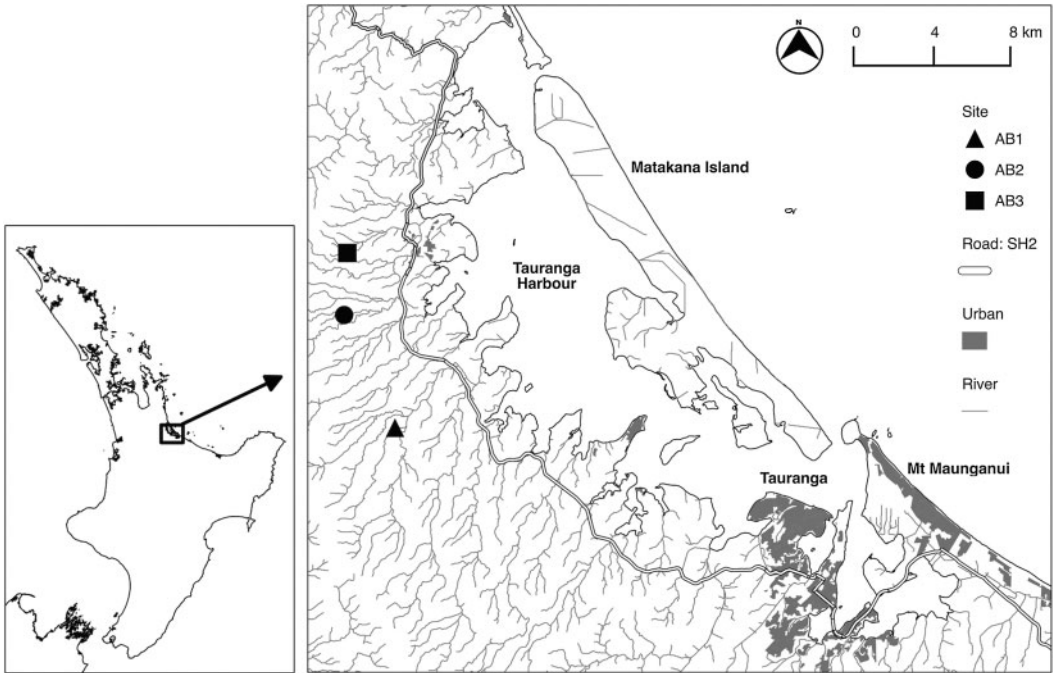 N
0 4 8 km
Site
AB1
AB2
AB3
Road: SH2
Urban
River
Matakana Island
Tauranga
Harbour
Tauranga
Mt Maunganui